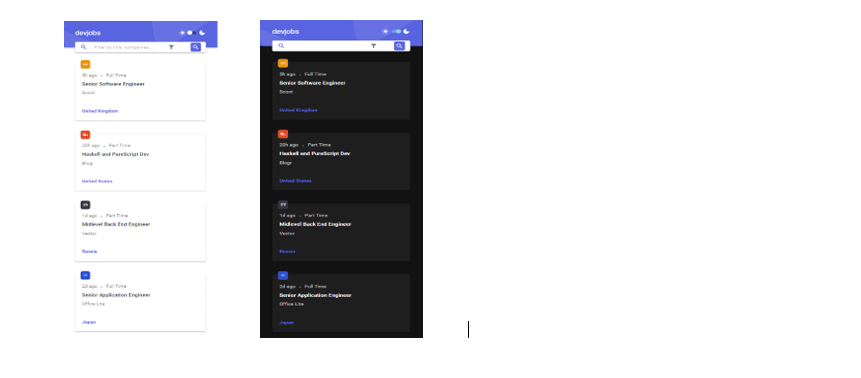 devjobs
Filter by title, companies...
5h ago . Full Time
Senior Software Engineer
Scoot
United Kingdom
20h ago . Part Time
Haskell and PureScript Dev
Blogr
United States
1d ago . Part Time
Midlevel Back End Engineer
Vector
Russia
2d ago . Full Time
Senior Application Engineer
Office Lite
Japan
devjobs
5h ago . Full Time
Senior Software Engineer
Scoot
United Kingdom
20h ago . Part Time
Haskell and PureScript Dev
Blogr
United States
1d ago . Part Time
Midlevel Back End Engineer
Vector
Russia
2d ago . Full Time
Senior Application Engineer
Office Lite
Japan